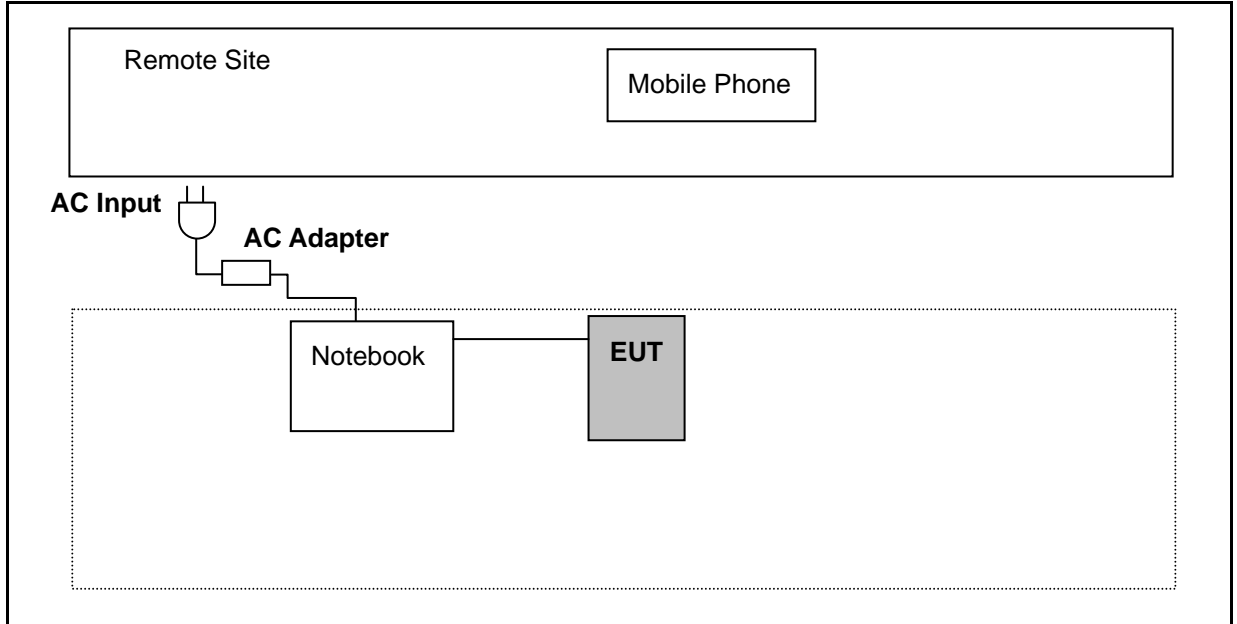 Remote Site
Mobile Phone
AC Input
AC Adapter
Notebook
EUT